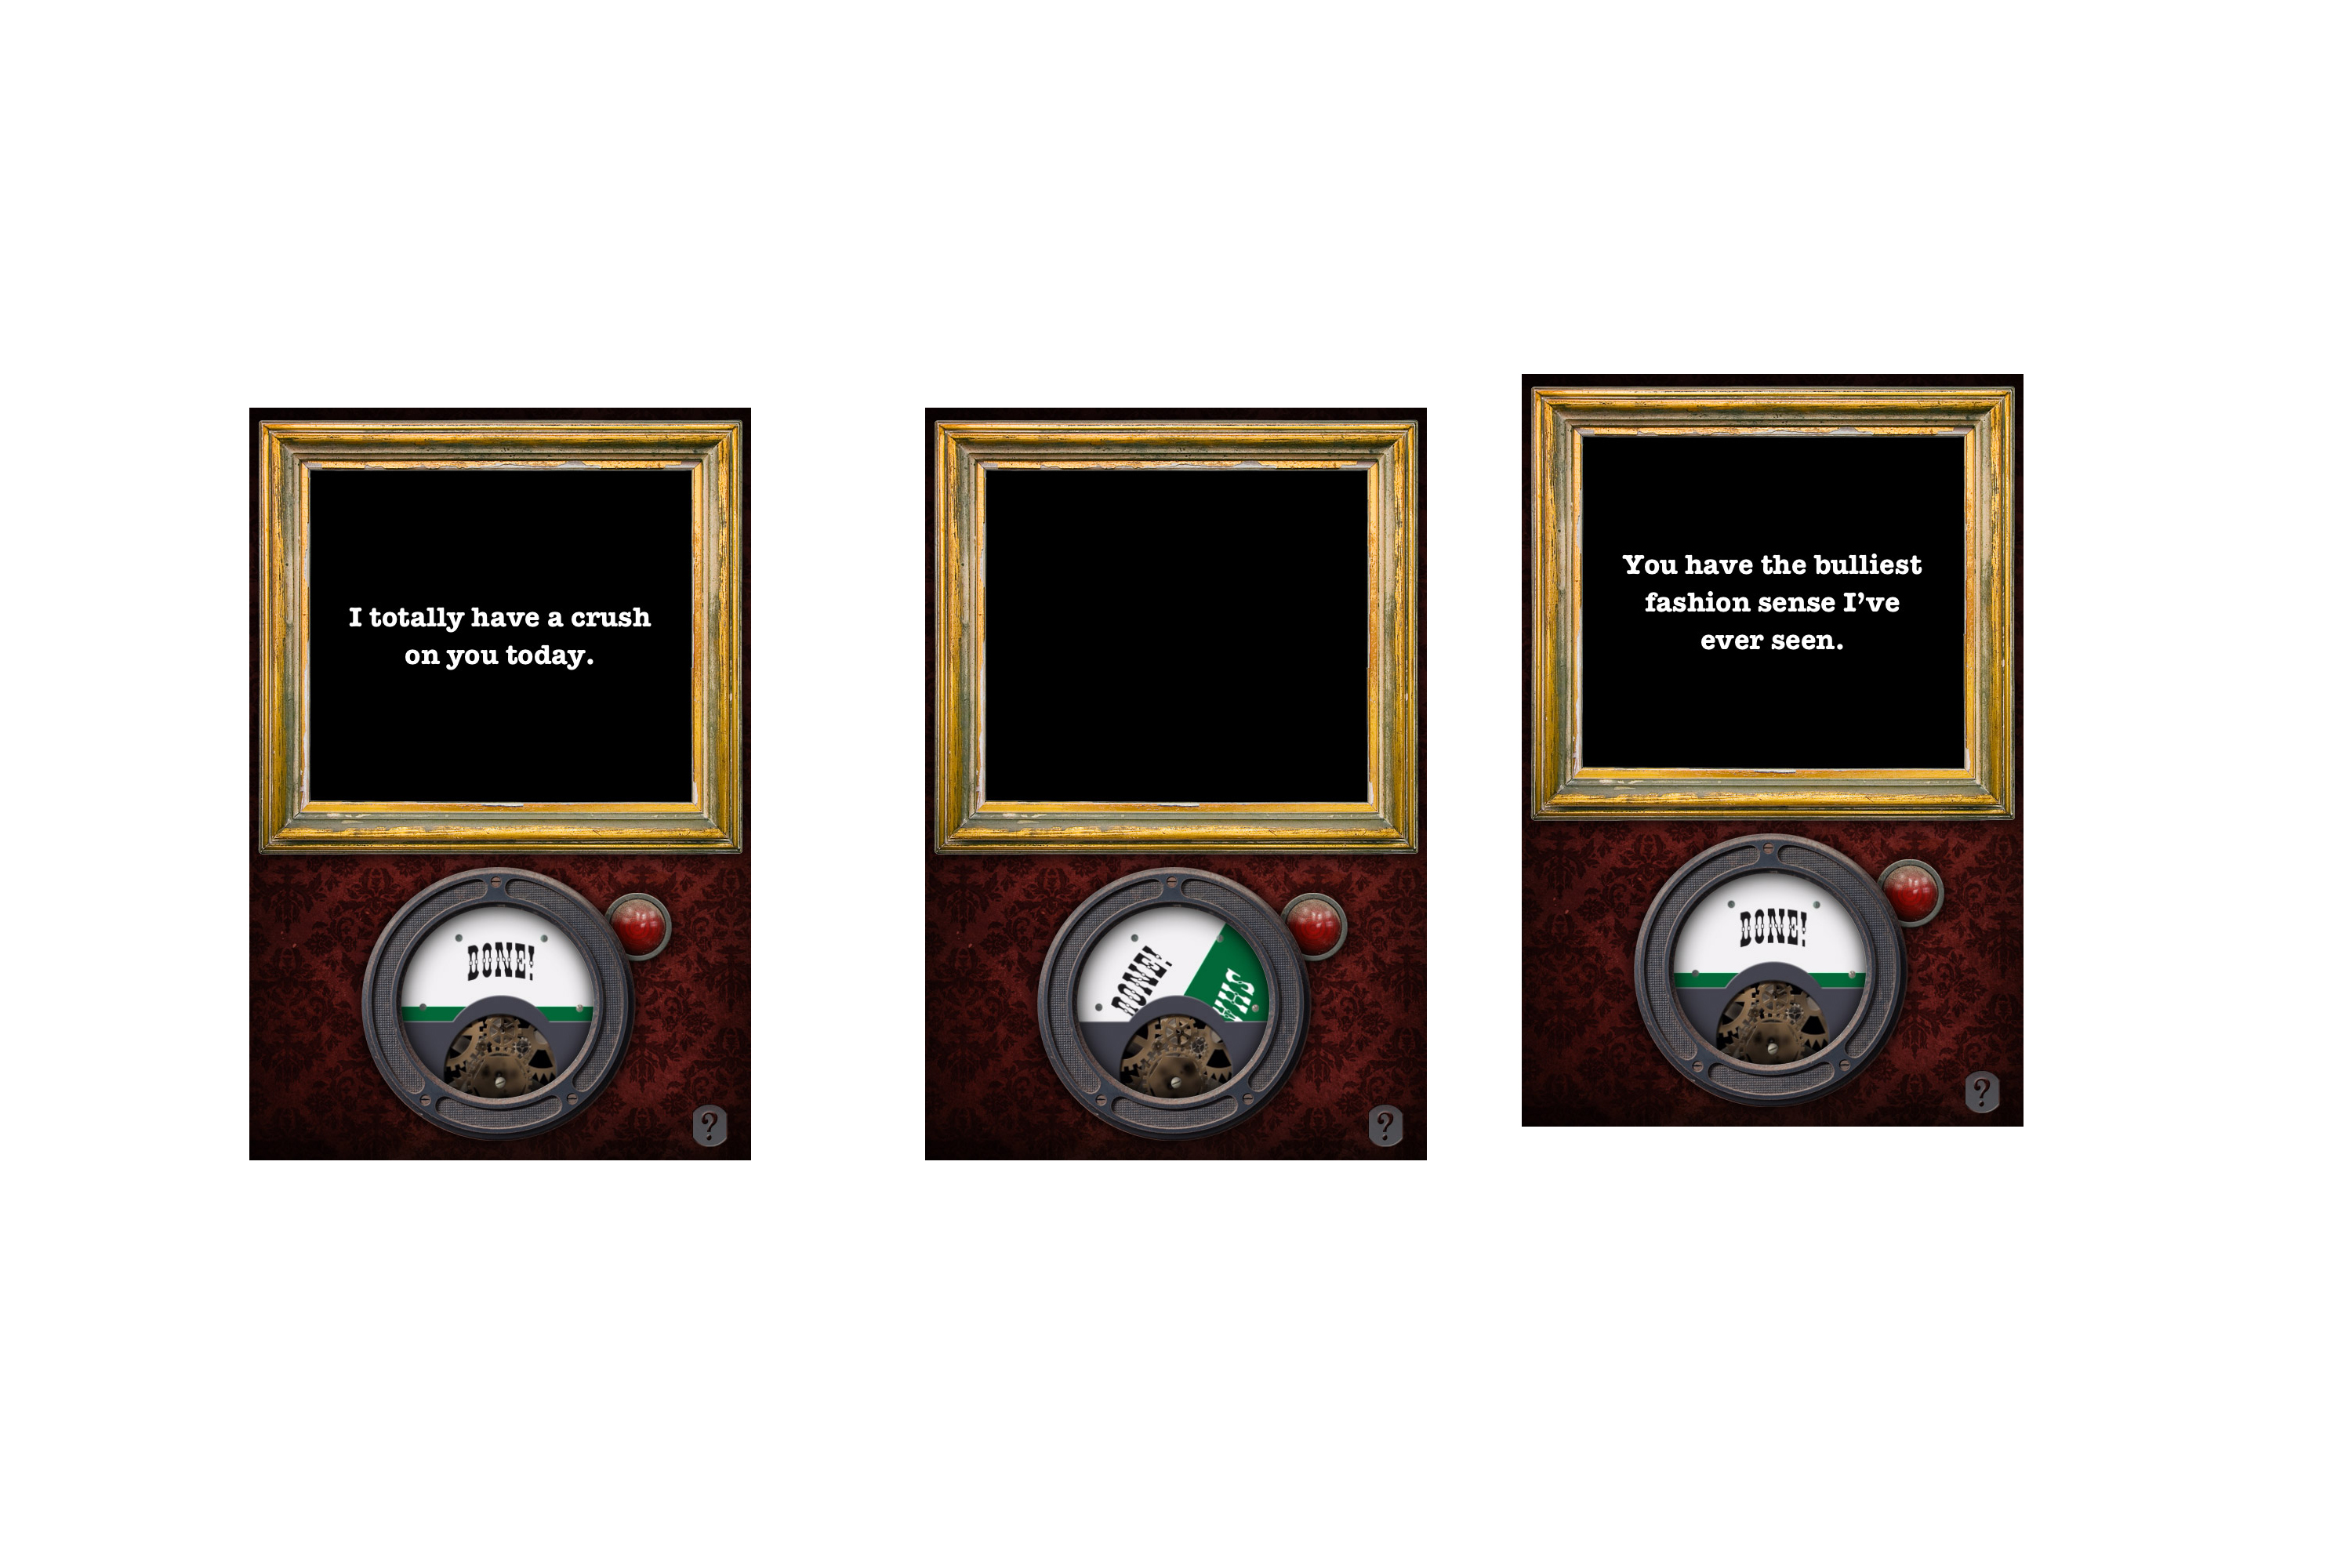 I totally have a crush
on you today.
DONE!
?
DONE!
?
You have the bulliest
fashion sense I’ve
ever seen.
DONE!
?